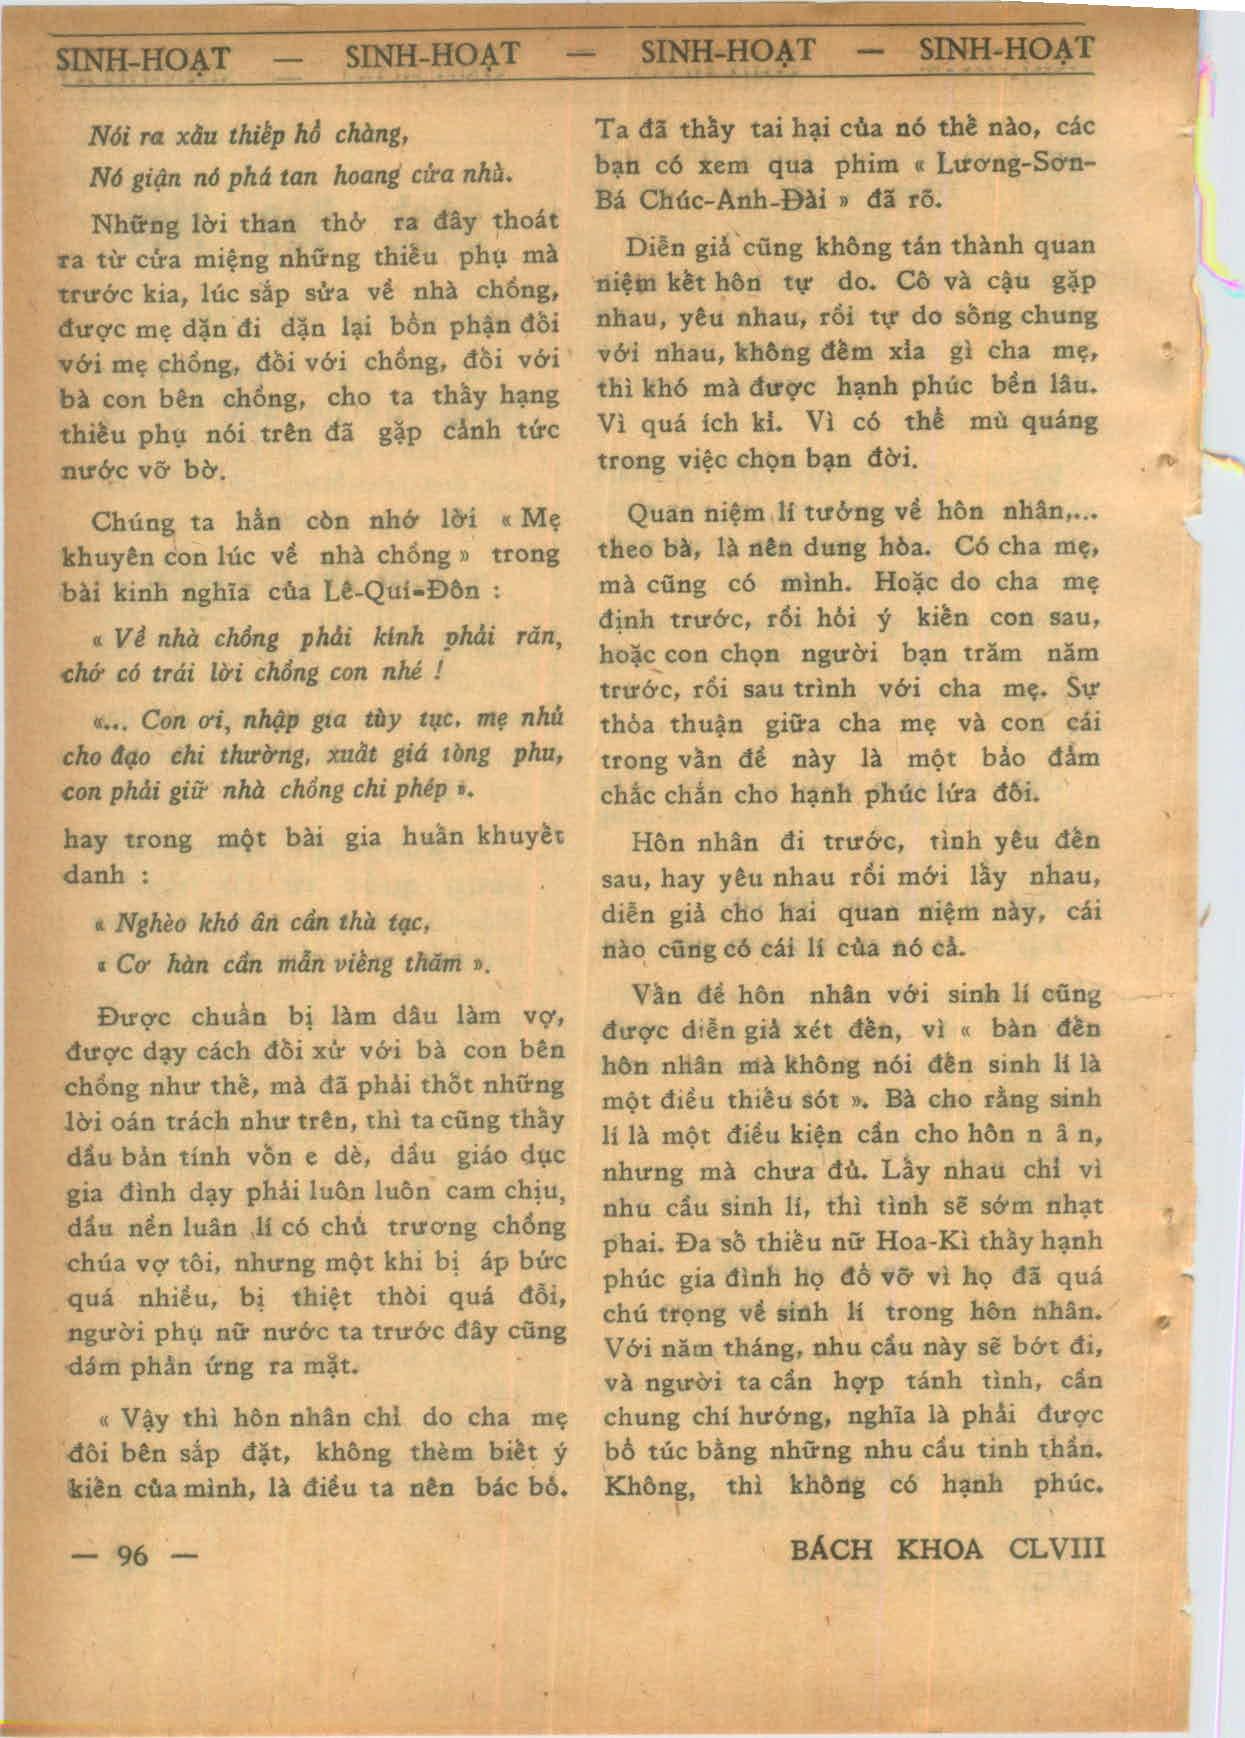 SINH-HOẠT — SINH-HOẠT — SINH-HOẠT — SINH-HOẠT
Nói ra xấu thiếp hổ chàng,
Nó giận nó phá tan hoang cửa nhà.
Những lời than thở ra đây thoát
ra từ cửa miệng những thiếu phụ mà
trước kia, lúc sắp sửa về nhà chồng,
được mẹ dặn đi dặn lại bổn phận đối
với mẹ chồng, đối với chồng, đối với
bà con bên chồng, cho ta thấy hạng
thiếu phụ nói trên đã gặp cảnh tức
nước vỡ bờ.
Chúng ta hẳn còn nhớ lời « Mẹ
khuyên con lúc về nhà chồng » trong
bài kinh nghĩa của Lê-Quí-Đôn :
« Về nhà chồng phải kính phải răn,
chớ có trái lời chồng con nhé !
«... Con ơi, nhập gia tùy tục, mẹ nhủ
cho đạo chi thường, xuất giá tòng phu,
con phải giữ nhà chồng chi phép ».
hay trong một bài gia huấn khuyết
danh :
« Nghèo khó ân cần thù tạc,
« Cơ hàn cần mẫn viếng thăm ».
Được chuẩn bị làm dâu làm vợ,
được dạy cách đối xử với bà con bên
chồng như thế, mà đã phải thốt những
lời oán trách như trên, thì ta cũng thấy
dầu bản tính vốn e dè, dầu giáo dục
gia đình dạy phải luôn luôn cam chịu,
dầu nền luân lí có chủ trương chồng
chúa vợ tôi, nhưng một khi bị áp bức
quá nhiều, bị thiệt thòi quá đỗi,
người phụ nữ nước ta trước đây cũng
dám phản ứng ra mặt.
« Vậy thì hôn nhân chỉ do cha mẹ
đôi bên sắp đặt, không thèm biết ý
kiến của mình, là điều ta nên bác bỏ.
Ta đã thấy tai hại của nó thế nào, các
bạn có xem qua phim « Lương-Sơn-
Bá Chúc-Anh-Đài » đã rõ.
Diễn giả cũng không tán thành quan
niệm kết hôn tự do. Cô và cậu gặp
nhau, yêu nhau, rồi tự do sống chung
với nhau, không đếm xỉa gì cha mẹ,
thì khó mà được hạnh phúc bền lâu.
Vì quá ích kỉ. Vì có thể mù quáng
trong việc chọn bạn đời.
Quan niệm lí tưởng về hôn nhân,...
theo bà, là nên dung hòa. Có cha mẹ,
mà cũng có mình. Hoặc do cha mẹ
định trước, rồi hỏi ý kiến con sau,
hoặc con chọn người bạn trăm năm
trước, rồi sau trình với cha mẹ. Sự
thỏa thuận giữa cha mẹ và con cái
trong vấn đề này là một bảo đảm
chắc chắn cho hạnh phúc lứa đôi.
Hôn nhân đi trước, tình yêu đến
sau, hay yêu nhau rồi mới lấy nhau,
diễn giả cho hai quan niệm này, cái
nào cũng có cái lí của nó cả.
Vấn đề hôn nhân với sinh lí cũng
được diễn giả xét đến, vì « bàn đến
hôn nhân mà không nói đến sinh lí là
một điều thiếu sót ». Bà cho rằng sinh
lí là một điều kiện cần cho hôn n â n,
nhưng mà chưa đủ. Lấy nhau chỉ vì
nhu cầu sinh lí, thì tình sẽ sớm nhạt
phai. Đa số thiếu nữ Hoa-Kì thấy hạnh
phúc gia đình họ đổ vỡ vì họ đã quá
chú trọng về sinh lí trong hôn nhân.
Với năm tháng, nhu cầu này sẽ bớt đi,
và người ta cần hợp tánh tình, cần
chung chí hướng, nghĩa là phải được
bổ túc bằng những nhu cầu tinh thần.
Không, thì không có hạnh phúc.
— 96 —
BÁCH KHOA CLVIII